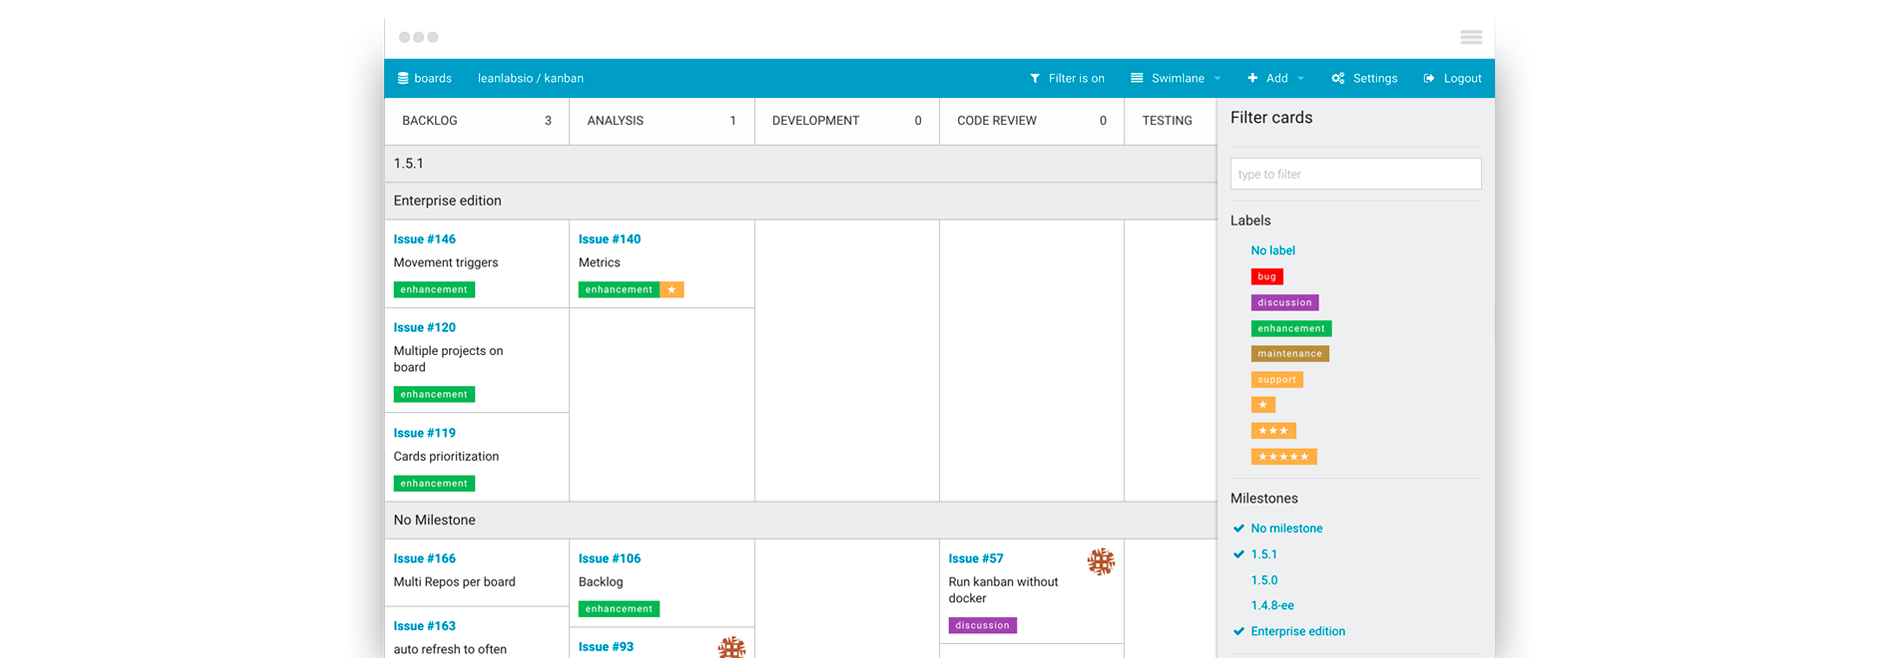 boards
leanlabsio / kanban
Filter is on
Swimlane
Add
Settings
Logout
BACKLOG 3
ANALYSIS 1
DEVELOPMENT 0
CODE REVIEW 0
TESTING
1.5.1
Enterprise edition
Issue #146
Movement triggers
enhancement
Issue #120
Multiple projects on
board
enhancement
Issue #119
Cards prioritization
enhancement
Issue #140
Metrics
enhancement ★
No Milestone
Issue #166
Multi Repos per board
Issue #163
auto refresh to often
Issue #106
Backlog
enhancement
Issue #93
Issue #57
Run kanban without
docker
discussion
Filter cards
type to filter
Labels
No label
bug
discussion
enhancement
maintenance
support
★
★★★
★★★★★
Milestones
No milestone
1.5.1
1.5.0
1.4.8-ee
Enterprise edition